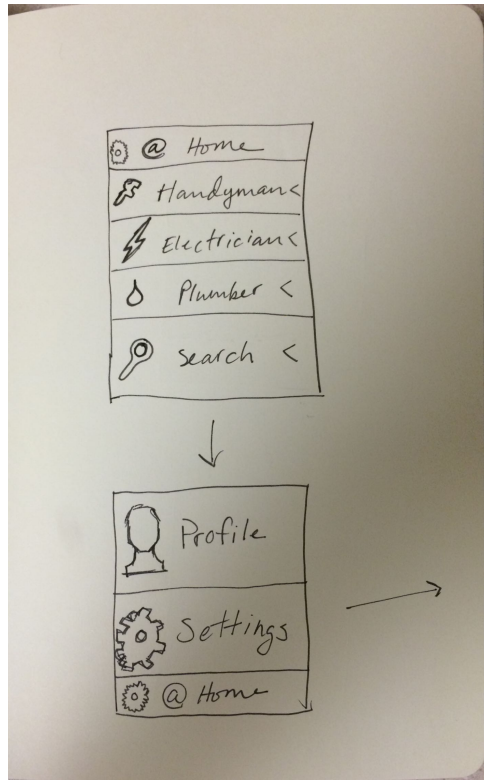 @ Home
Handyman <
Electrician <
Plumber <
Search <
Profile
Settings
@ Home